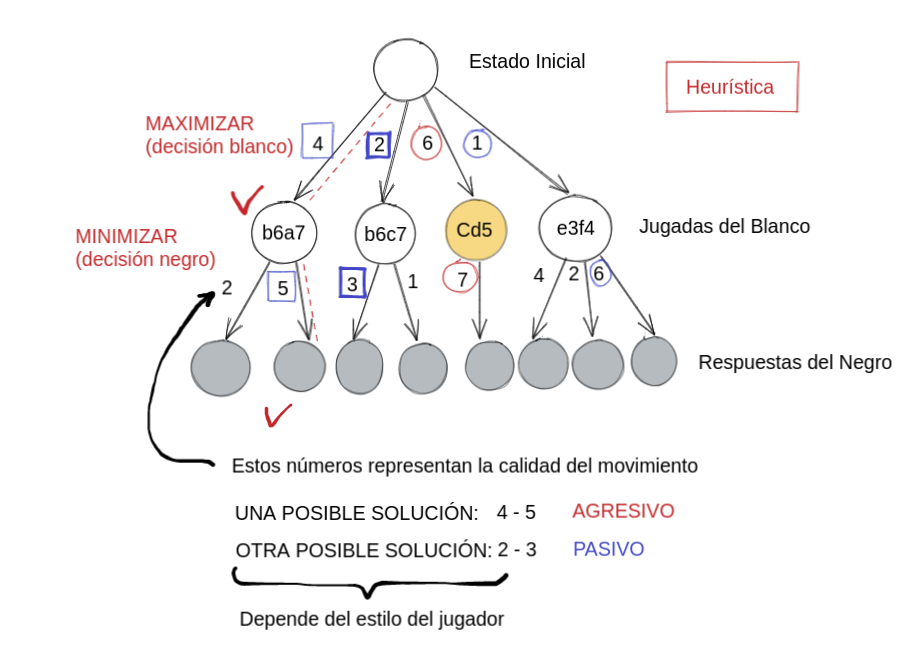 Estado Inicial
Heurística
MAXIMIZAR
(decisión blanco)
4
2
6
1
b6a7
b6c7
Cd5
e3f4
Jugadas del Blanco
MINIMIZAR
(decisión negro)
2
5
3
1
7
4
2
6
Respuestas del Negro
Estos números representan la calidad del movimiento
UNA POSIBLE SOLUCIÓN: 4 - 5 AGRESIVO
OTRA POSIBLE SOLUCIÓN: 2 - 3 PASIVO
Depende del estilo del jugador